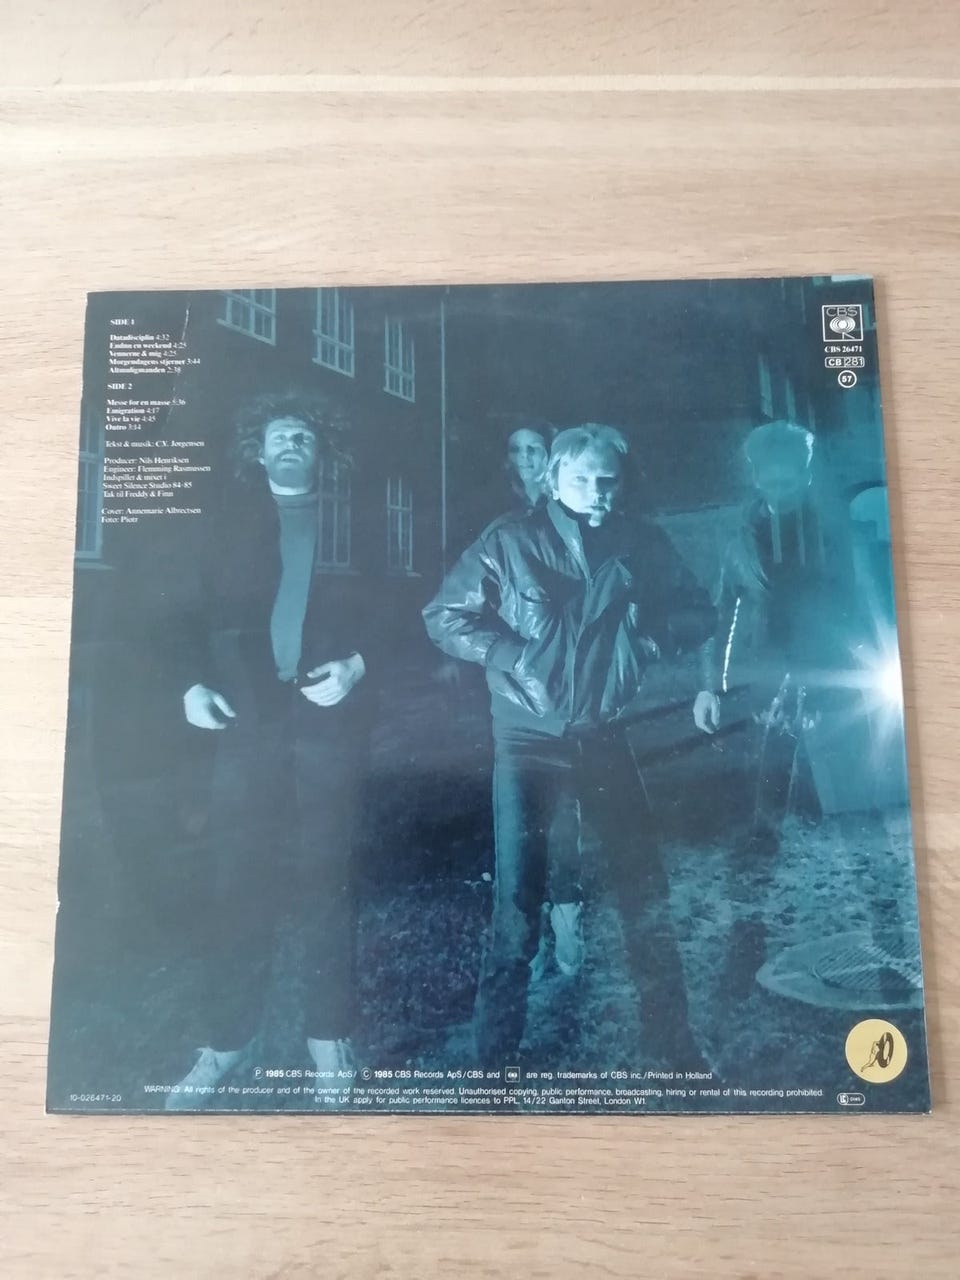 SIDE 1
Datadisciplin 4:32
Endnu en weekend 4:25
Vennerne & mig 4:25
Morgendagens stjerner 3:44
Altmuligmanden 2:38
SIDE 2
Messe for en masse 5:36
Emigration 4:17
Vive la vie 4:45
Outro 3:14
Tekst & musik: C.V. Jørgensen
Producer: Nils Henriksen
Engineer: Flemming Rasmussen
Indspillet & mixet i
Sweet Silence Studio 84-85
Tak til Freddy & Finn
Cover: Annemarie Albrectsen
Foto: Piotr
CBS
CBS 26471
CB 281
57
Ⓟ 1985 CBS Records ApS/ Ⓒ 1985 CBS Records ApS/CBS and are reg. trademarks of CBS inc./Printed in Holland
WARNING: All rights of the producer and of the owner of the recorded work reserved. Unauthorised copying, public performance, broadcasting, hiring or rental of this recording prohibited.
In the UK apply for public performance licences to PPL, 14/22 Ganton Street, London W1.
10-026471-20